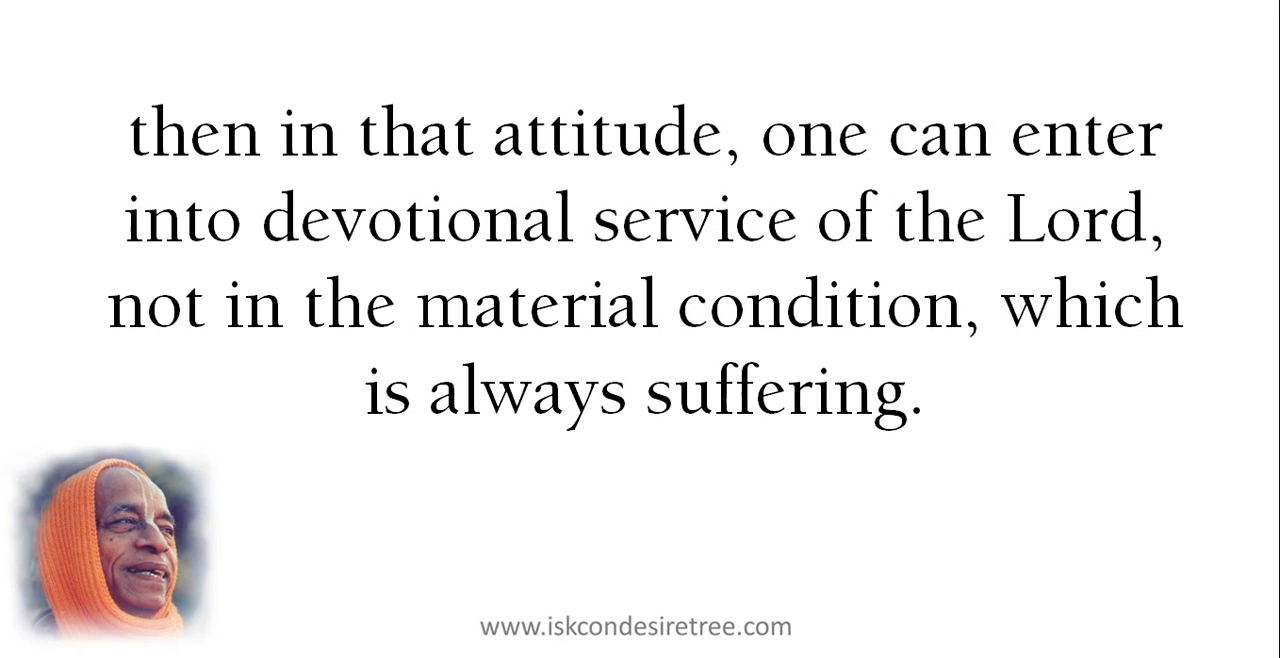 then in that attitude, one can enter
into devotional service of the Lord,
not in the material condition, which
is always suffering.
www.iskcondesiretree.com